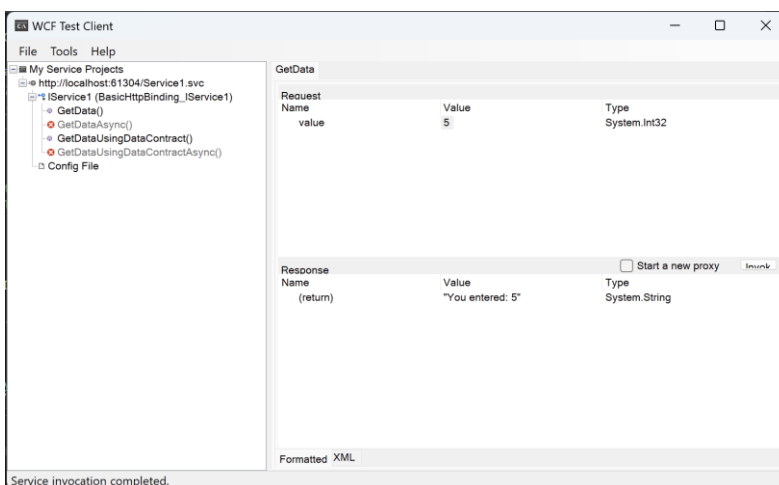 WCF Test Client
File Tools Help
My Service Projects
http://localhost:61304/Service1.svc
IService1 (BasicHttpBinding_IService1)
GetData()
GetDataAsync()
GetDataUsingDataContract()
GetDataUsingDataContractAsync()
Config File
GetData
Request
Name Value Type
value 5 System.Int32
Response
Start a new proxy
Name Value Type
(return) "You entered: 5" System.String
Formatted XML
Service invocation completed.